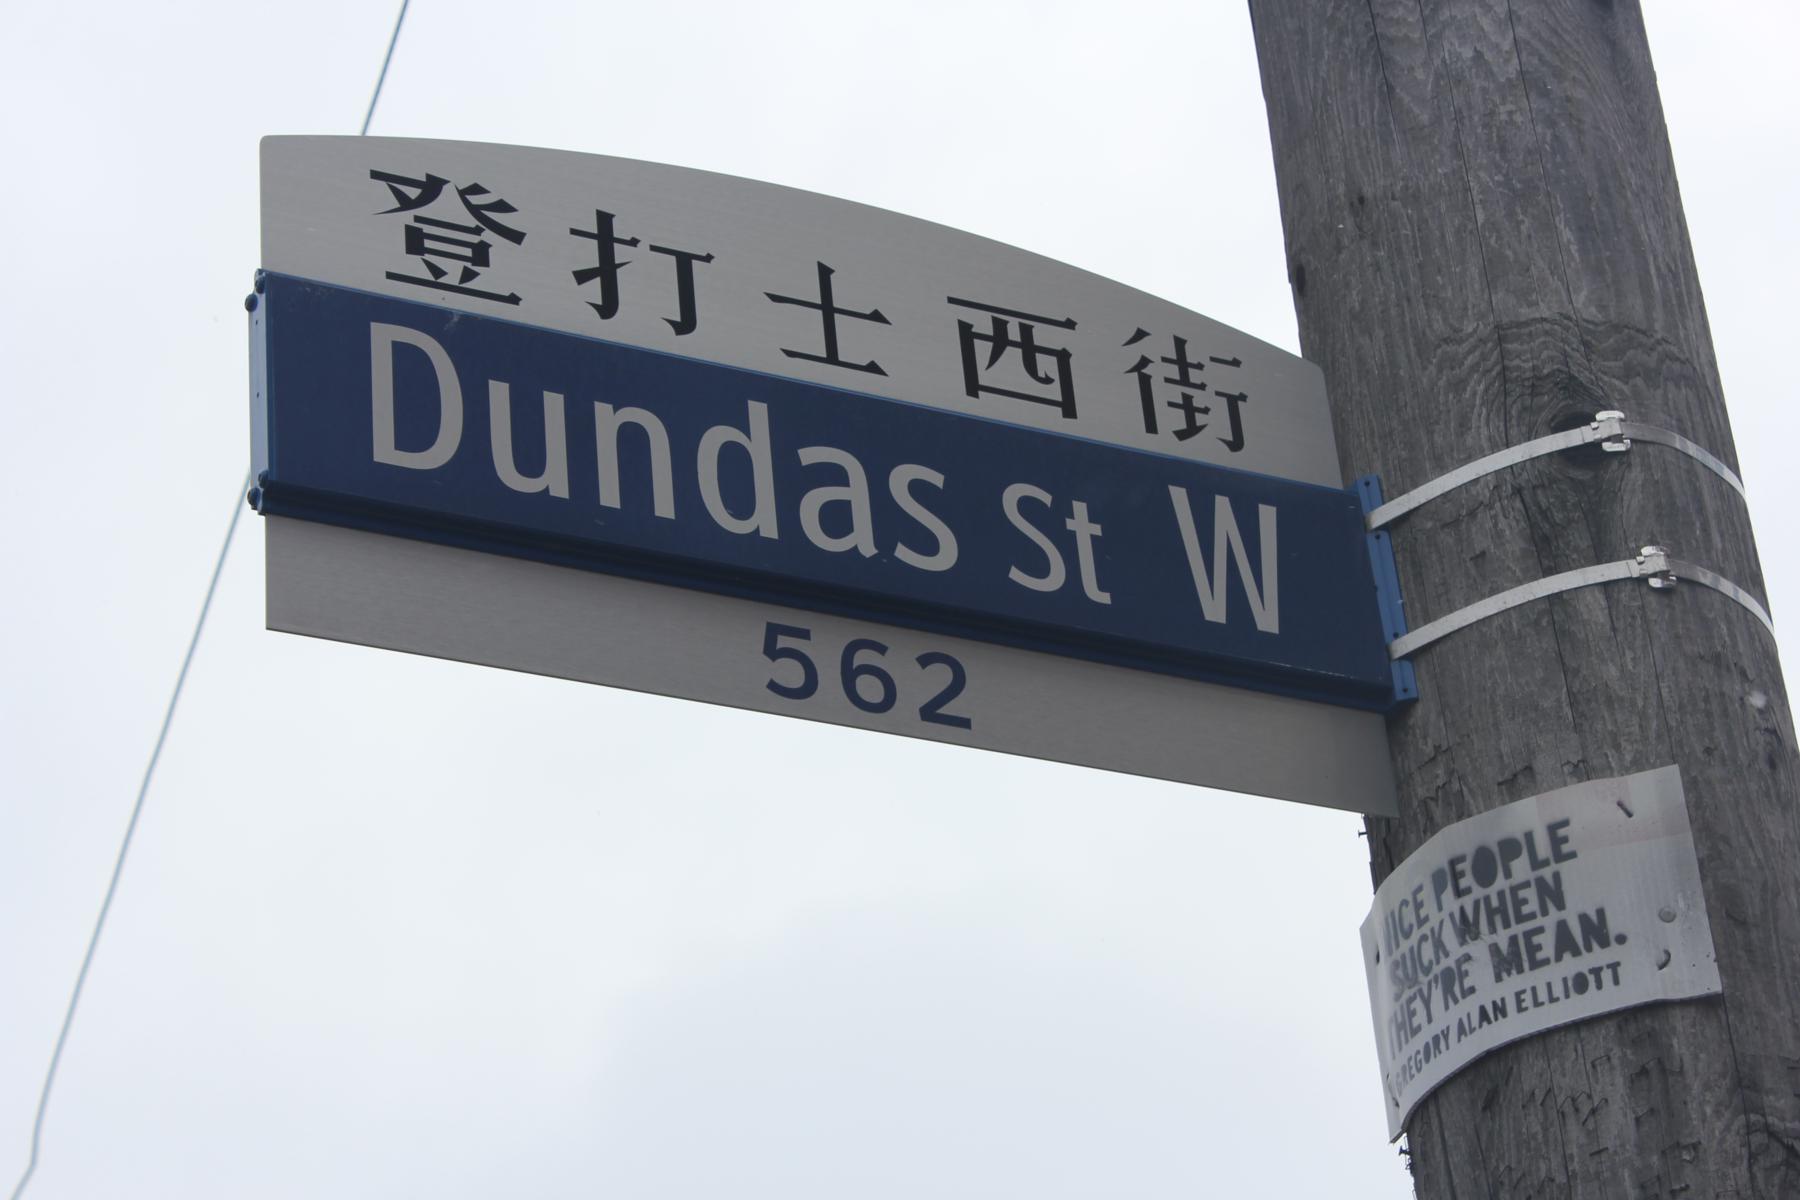 登打士西街
Dundas St W
562
NICE PEOPLE
SUCK WHEN
THEY'RE MEAN.
GREGORY ALAN ELLIOTT